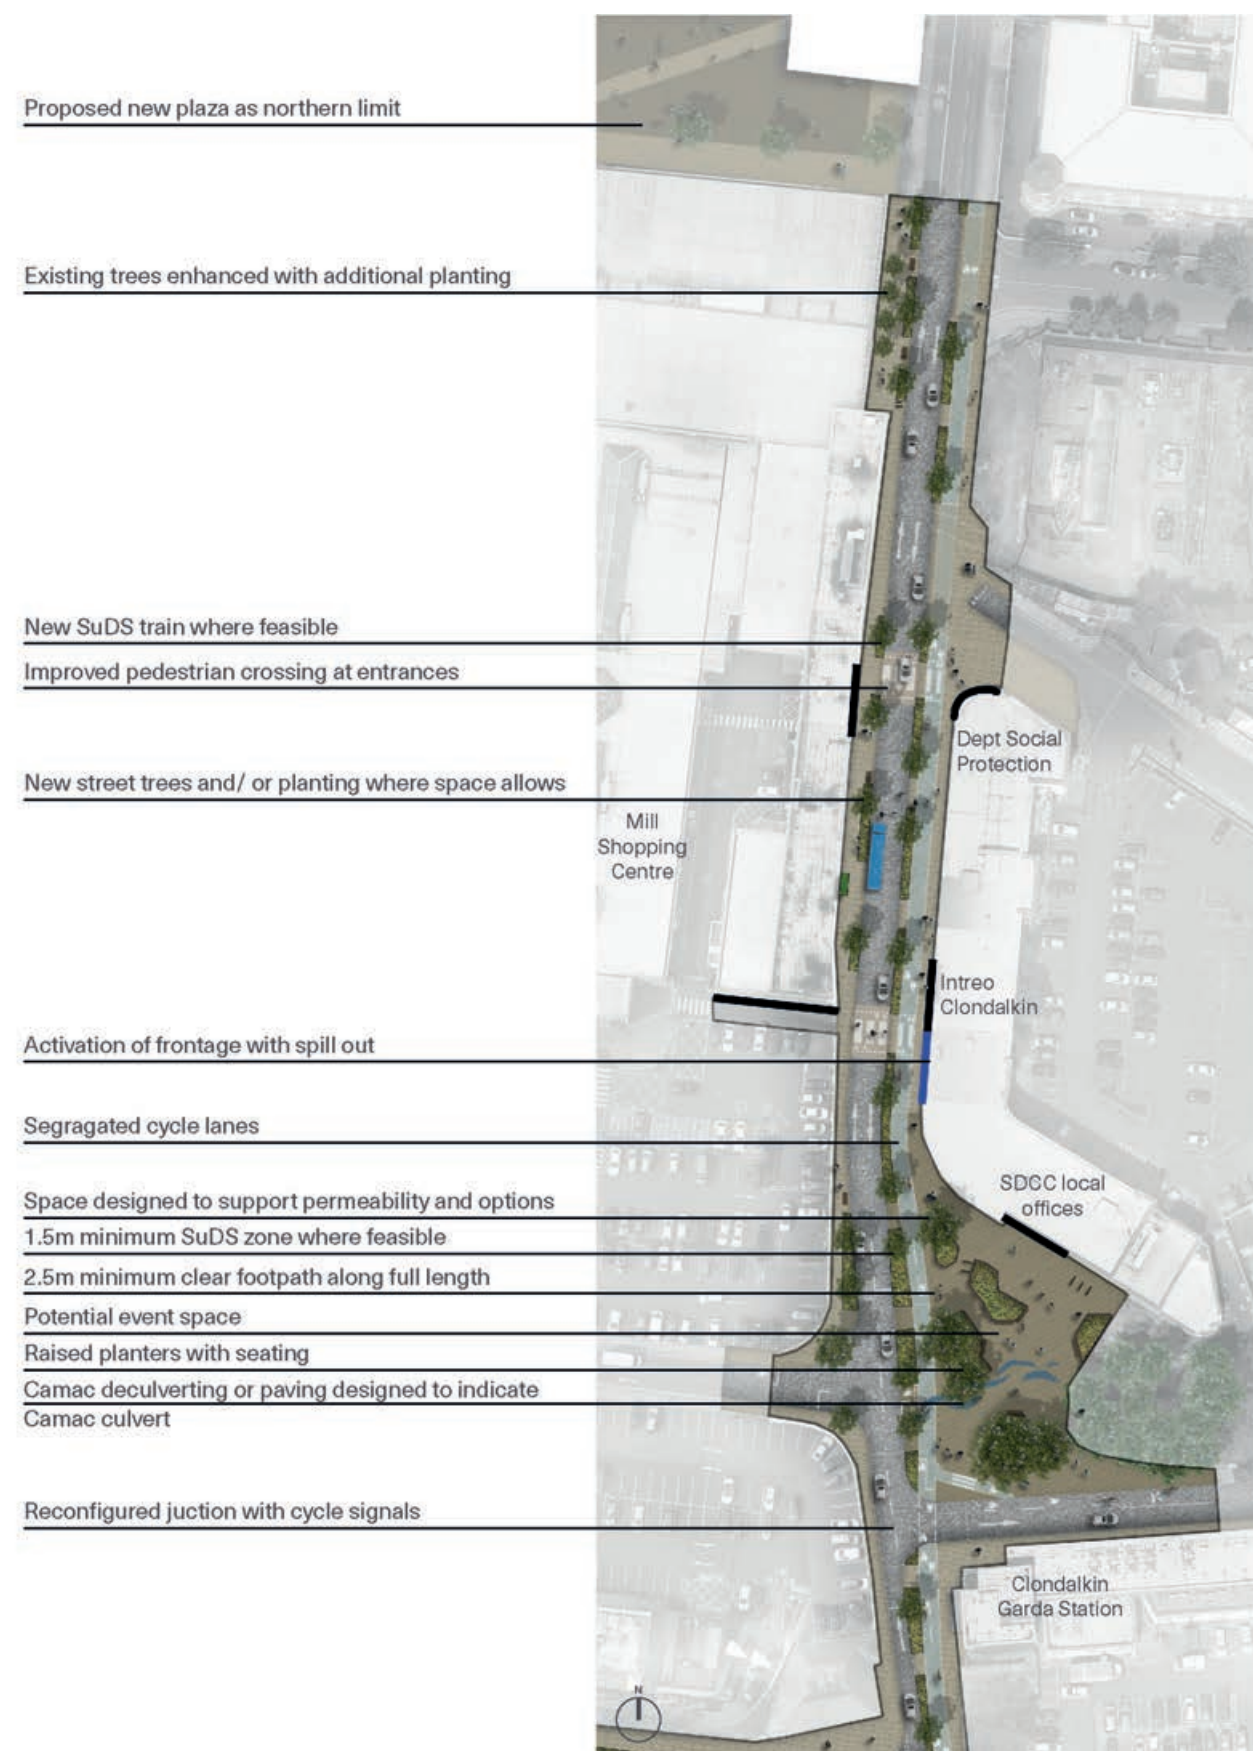 Proposed new plaza as northern limit
Existing trees enhanced with additional planting
New SuDS train where feasible
Improved pedestrian crossing at entrances
New street trees and/ or planting where space allows
Activation of frontage with spill out
Segragated cycle lanes
Space designed to support permeability and options
1.5m minimum SuDS zone where feasible
2.5m minimum clear footpath along full length
Potential event space
Raised planters with seating
Camac deculverting or paving designed to indicate
Camac culvert
Reconfigured juction with cycle signals
Dept Social
Protection
Mill
Shopping
Centre
Intreo
Clondalkin
SDCC local
offices
Clondalkin
Garda Station
N